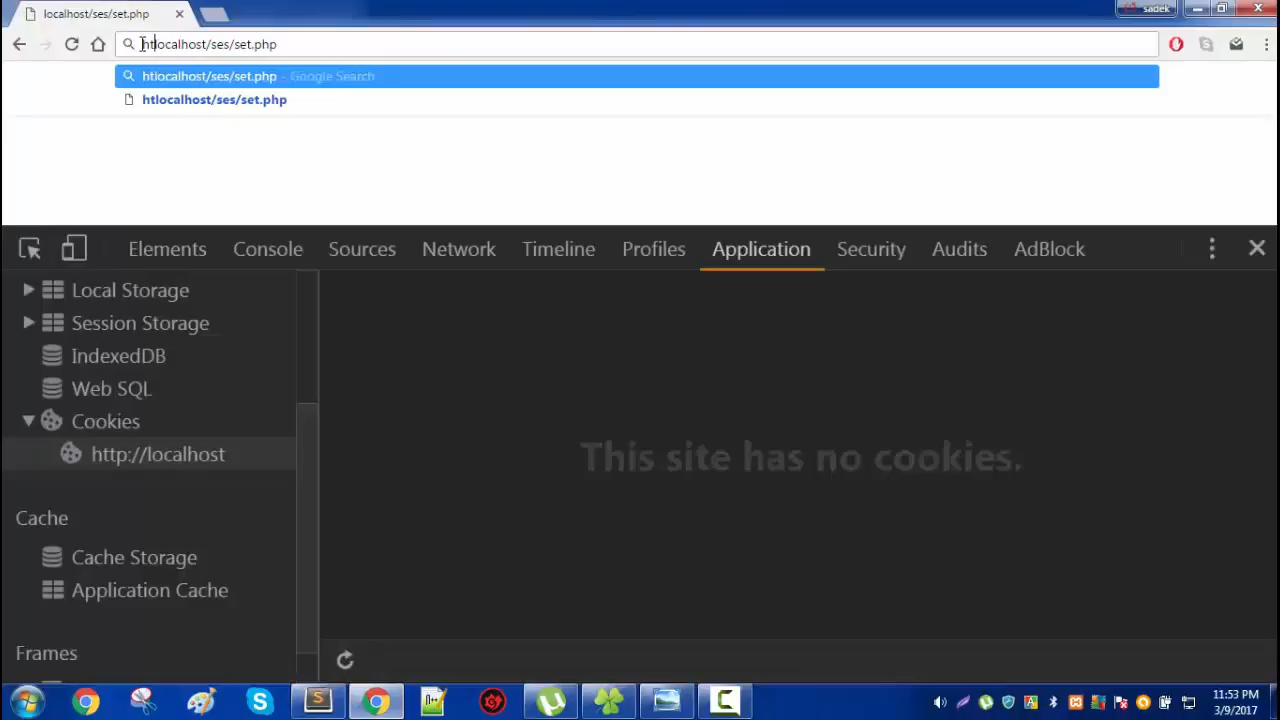 localhost/ses/set.php
sadek
htlocalhost/ses/set.php
htlocalhost/ses/set.php - Google Search
htlocalhost/ses/set.php
Elements Console Sources Network Timeline Profiles Application Security Audits AdBlock
Local Storage
Session Storage
IndexedDB
Web SQL
Cookies
http://localhost
This site has no cookies.
Cache
Cache Storage
Application Cache
Frames
11:53 PM
3/9/2017